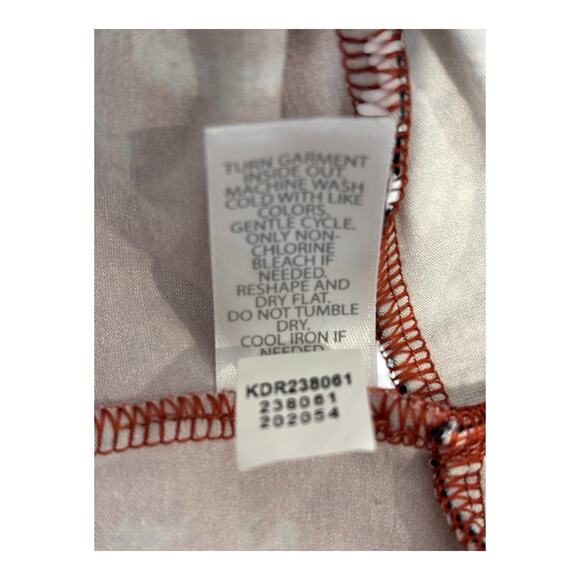 TURN GARMENT
INSIDE OUT.
MACHINE WASH
COLD WITH LIKE
COLORS.
GENTLE CYCLE.
ONLY NON-
CHLORINE
BLEACH IF
NEEDED.
RESHAPE AND
DRY FLAT.
DO NOT TUMBLE
DRY.
COOL IRON IF
NEEDED.
KDR238061
238061
202054